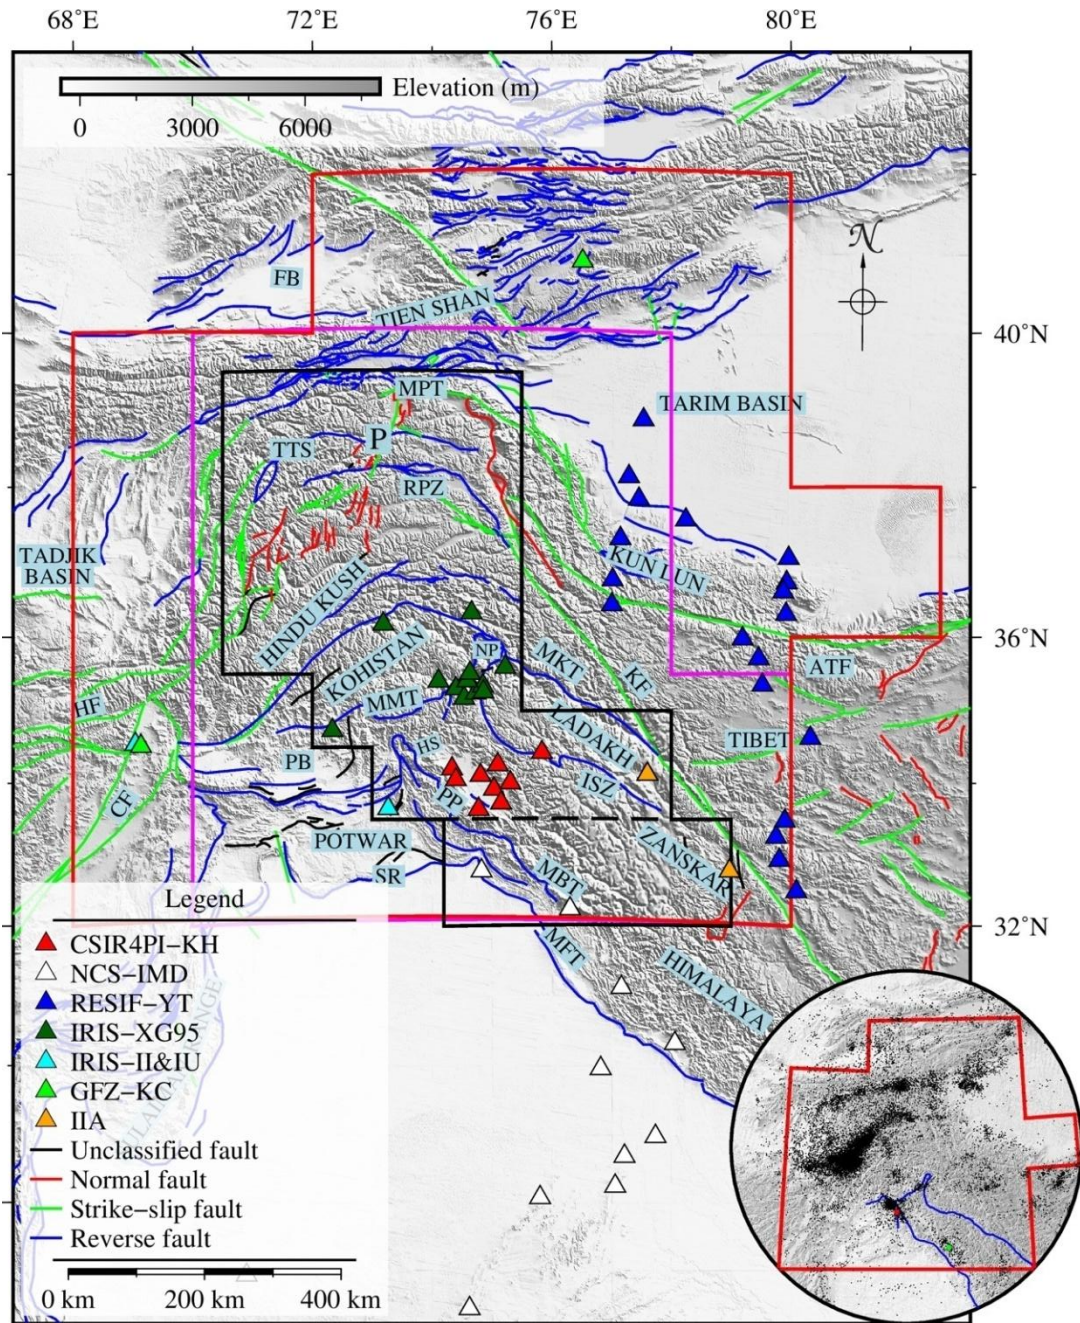 68°E 72°E 76°E 80°E
Elevation (m)
0 3000 6000
N
FB
TIEN SHAN
40°N
MPT
TARIM BASIN
P
TTS
RPZ
TADJIK
BASIN
KUN LUN
HINDU KUSH
36°N
KOHISTAN
NP
MKT
ATF
KF
MMT
HF
LADAKH
TIBET
HS
PB
ISZ
PP
CF
POTWAR
ZANSKAR
SR
MBT
32°N
MFT
HIMALAYA
Legend
CSIR4PI−KH
NCS−IMD
RESIF−YT
IRIS−XG95
IRIS−II&IU
GFZ−KC
IIA
Unclassified fault
Normal fault
Strike−slip fault
Reverse fault
0 km 200 km 400 km